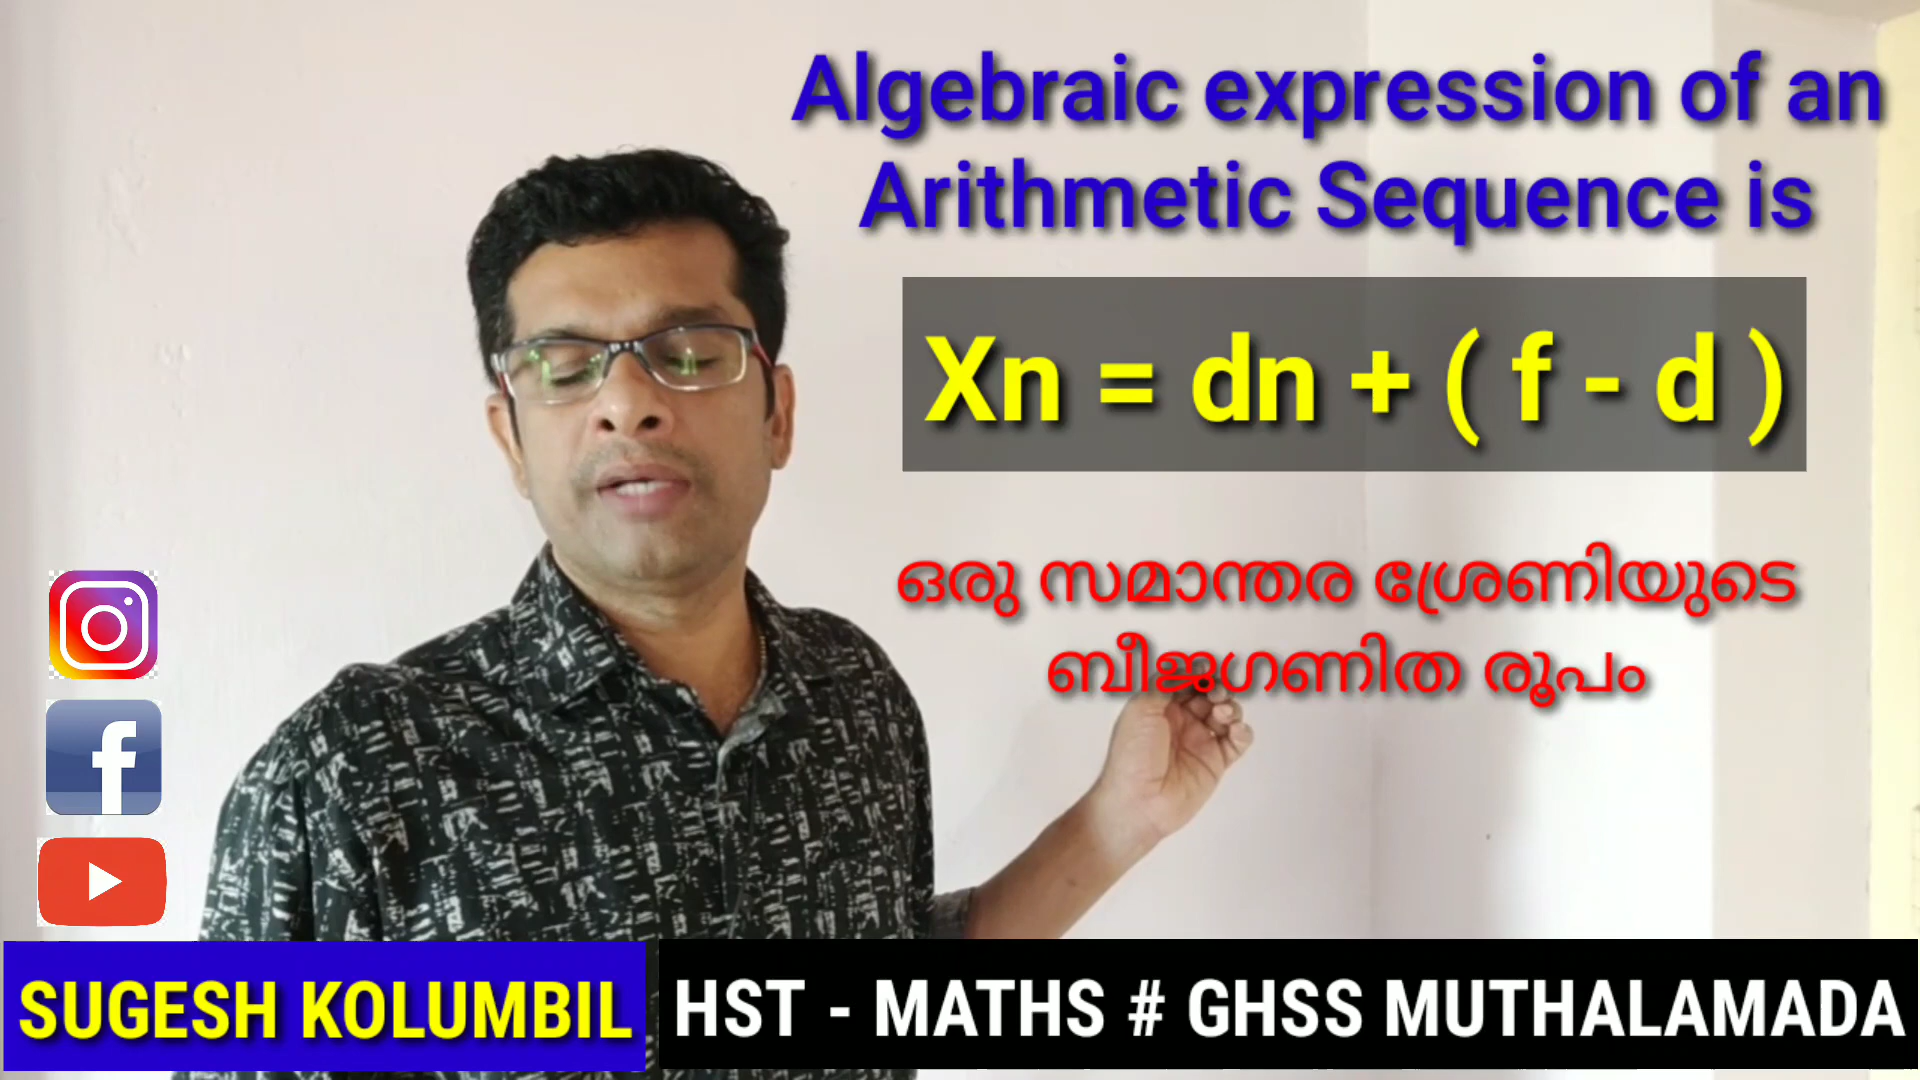 Algebraic expression of an
Arithmetic Sequence is
Xn = dn + ( f - d )
ഒരു സമാന്തര ശ്രേണിയുടെ
ബീജഗണിത രൂപം
SUGESH KOLUMBIL
HST - MATHS # GHSS MUTHALAMADA